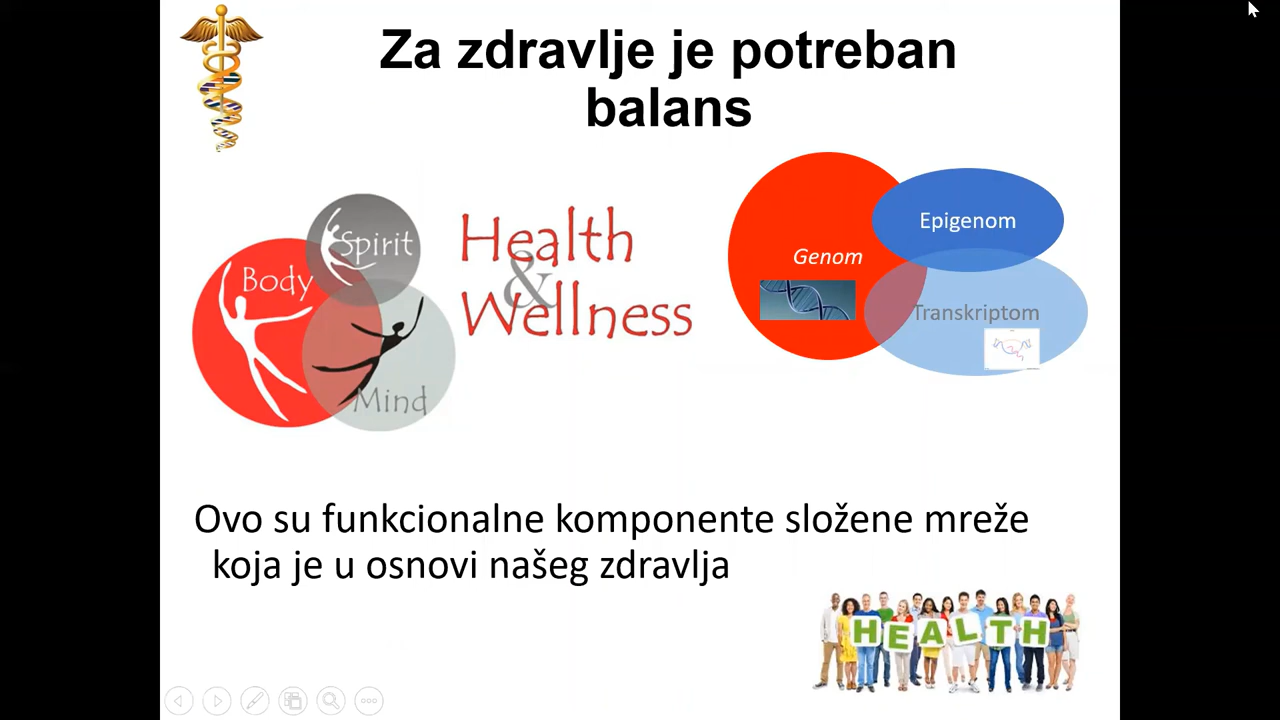 Za zdravlje je potreban
balans
Spirit
Body
Mind
Health
&
Wellness
Genom
Epigenom
Transkriptom
Ovo su funkcionalne komponente složene mreže
koja je u osnovi našeg zdravlja
HEALTH